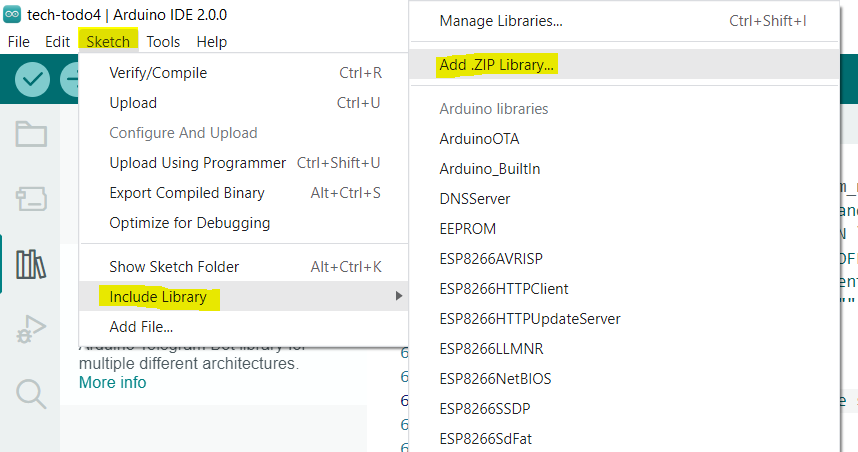 tech-todo4 | Arduino IDE 2.0.0
File Edit Sketch Tools Help
Verify/Compile Ctrl+R
Upload Ctrl+U
Configure And Upload
Upload Using Programmer Ctrl+Shift+U
Export Compiled Binary Alt+Ctrl+S
Optimize for Debugging
Show Sketch Folder Alt+Ctrl+K
Include Library
Add File...
Arduino Telegram Bot library for
multiple different architectures.
More info
Manage Libraries... Ctrl+Shift+I
Add .ZIP Library...
Arduino libraries
ArduinoOTA
Arduino_BuiltIn
DNSServer
EEPROM
ESP8266AVRISP
ESP8266HTTPClient
ESP8266HTTPUpdateServer
ESP8266LLMNR
ESP8266NetBIOS
ESP8266SSDP
ESP8266SdFat